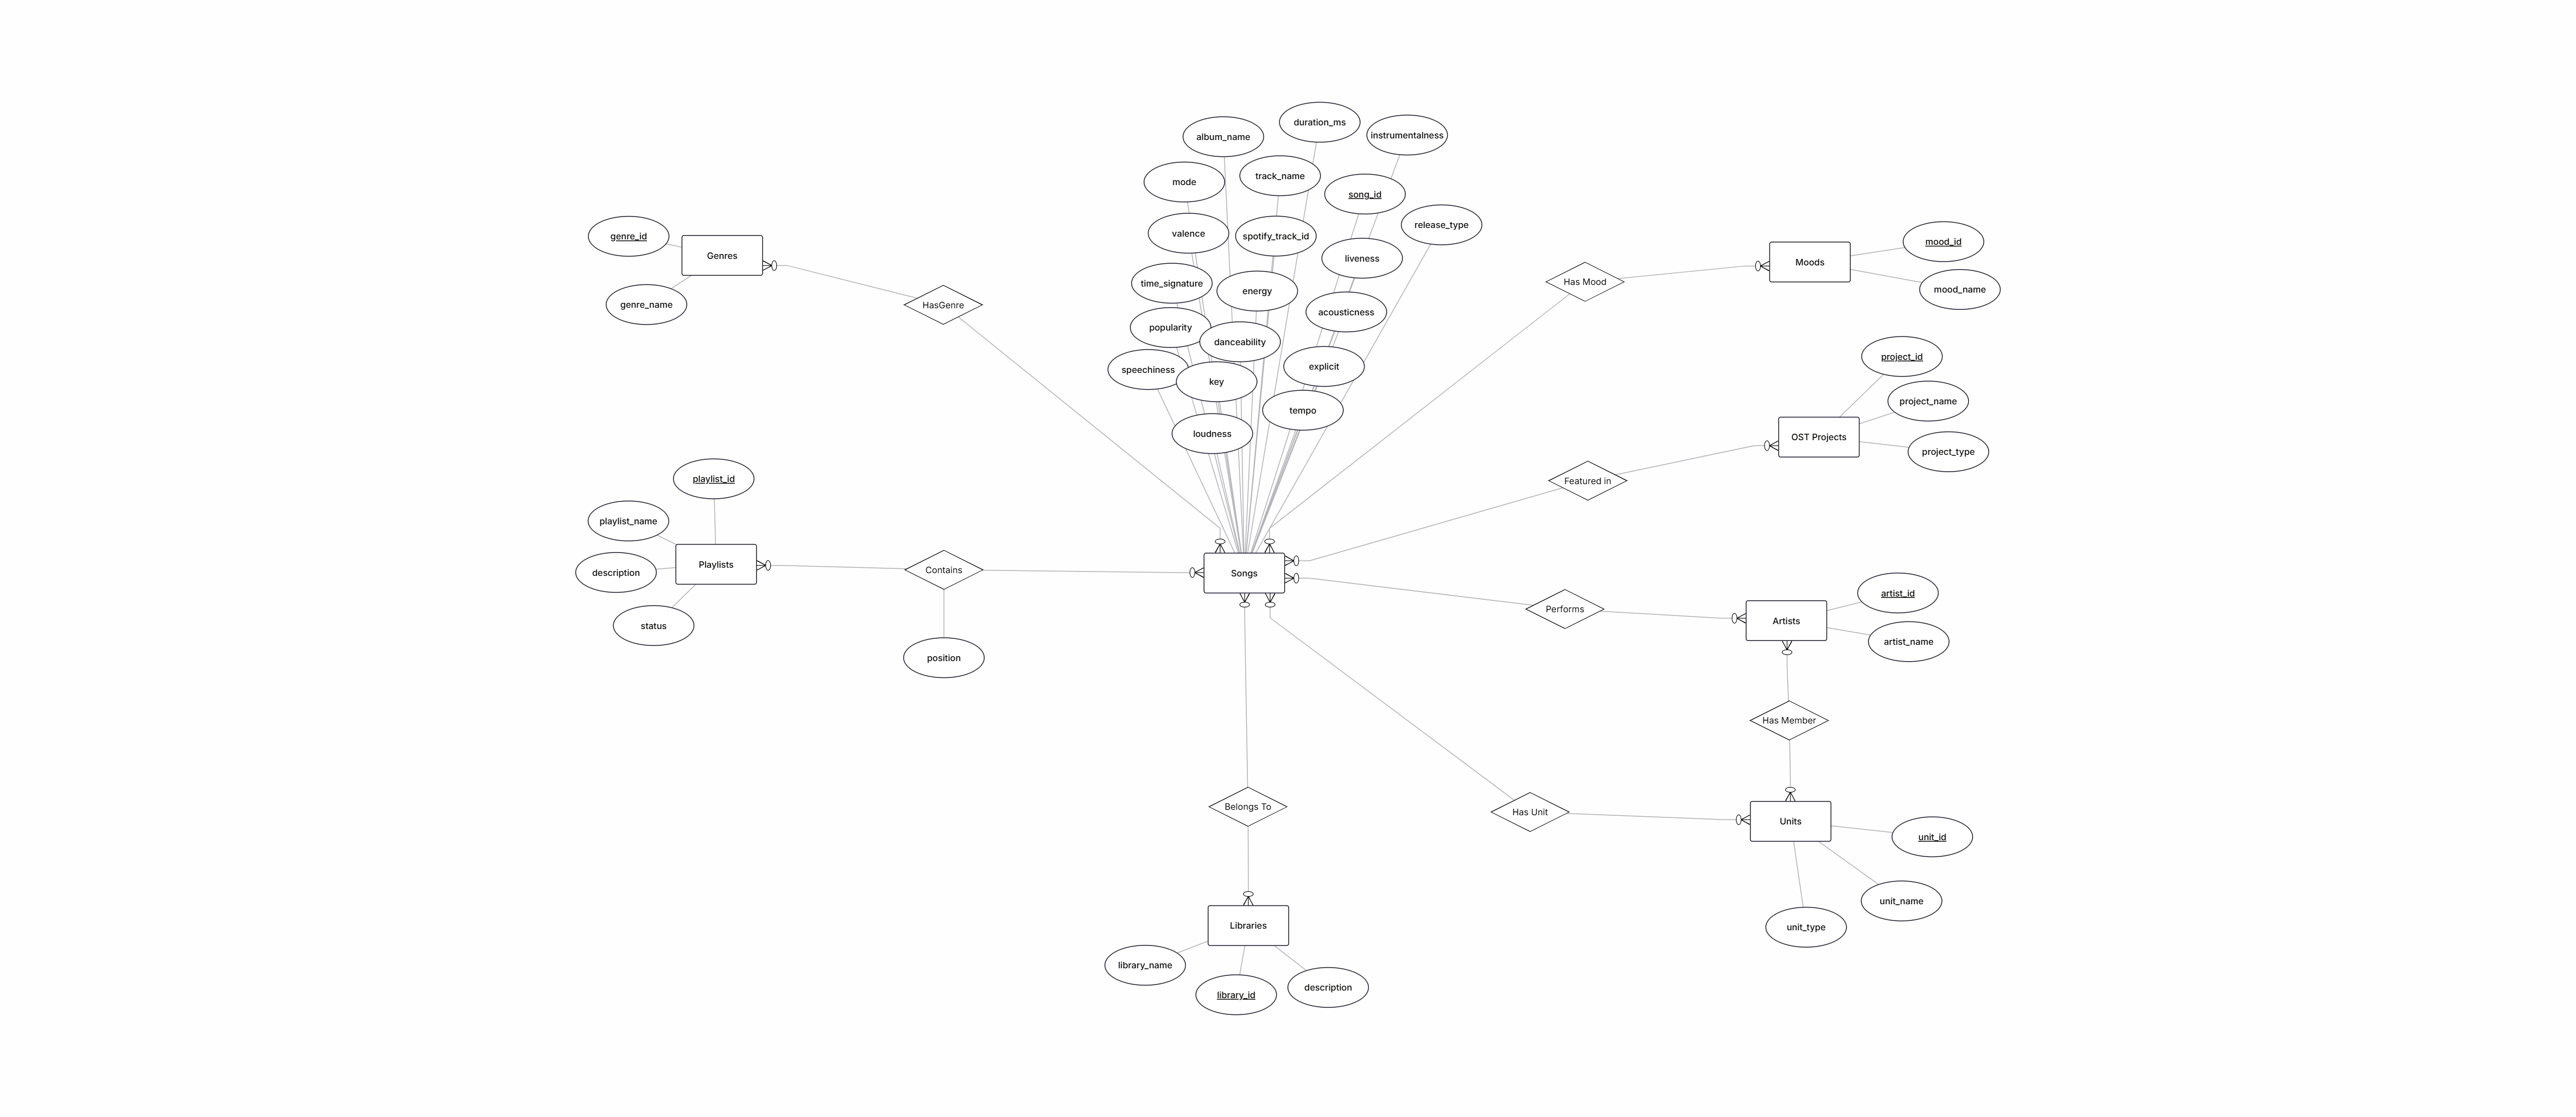 duration_ms
instrumentalness
album_name
track_name
mode
song_id
release_type
valence
spotify_track_id
genre_id
mood_id
Genres
liveness
Moods
HasGenre
time_signature
energy
Has Mood
mood_name
genre_name
acousticness
popularity
danceability
project_id
speechiness
key
explicit
project_name
tempo
loudness
OST Projects
project_type
playlist_id
Featured in
playlist_name
Playlists
Contains
Songs
description
artist_id
Performs
Artists
status
artist_name
position
Has Member
Belongs To
Has Unit
Units
unit_id
unit_name
Libraries
unit_type
library_name
library_id
description